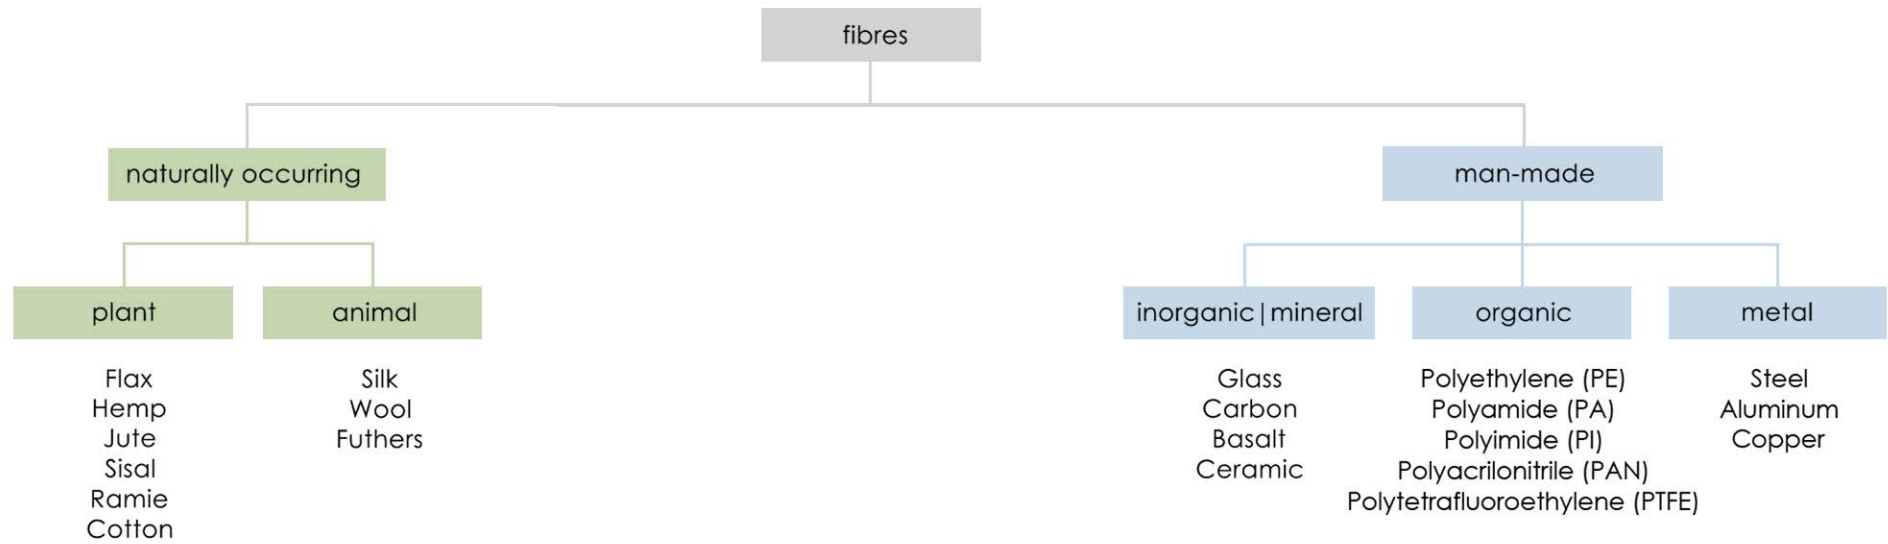 fibres
naturally occurring
man-made
plant
animal
inorganic|mineral
organic
metal
Flax
Hemp
Jute
Sisal
Ramie
Cotton
Silk
Wool
Futhers
Glass
Carbon
Basalt
Ceramic
Polyethylene (PE)
Polyamide (PA)
Polyimide (PI)
Polyacrilonitrile (PAN)
Polytetrafluoroethylene (PTFE)
Steel
Aluminum
Copper